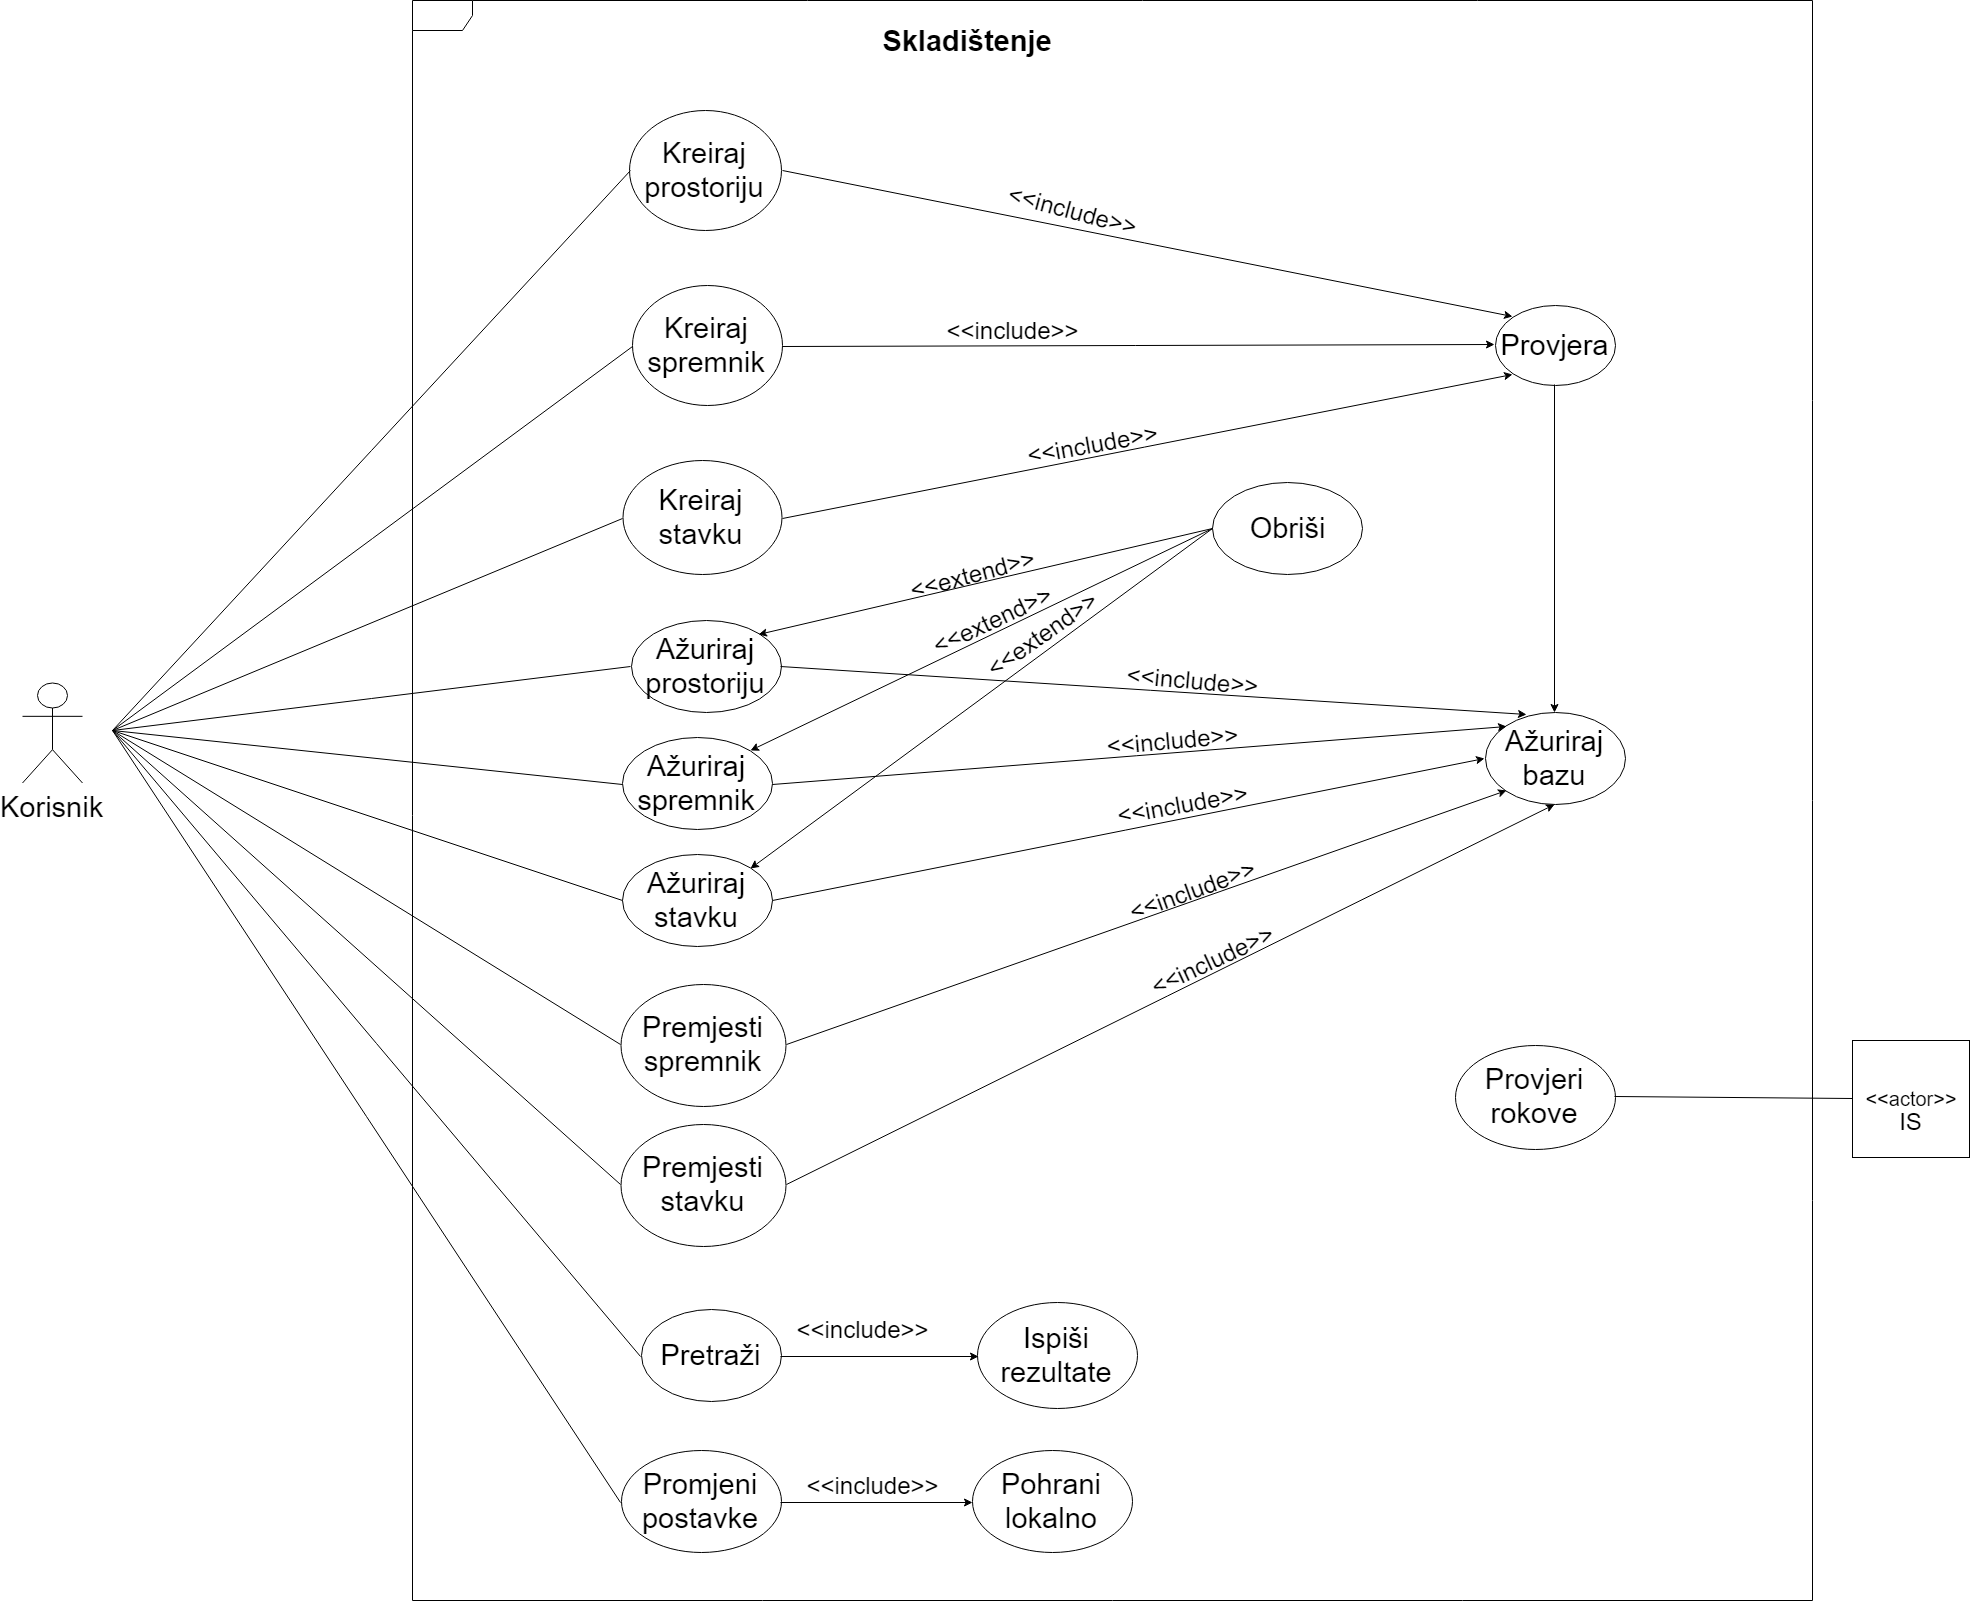 Skladištenje
Kreiraj
prostoriju
<<include>>
Kreiraj
spremnik
<<include>>
Provjera
Kreiraj
stavku
<<include>>
Obriši
<<extend>>
<<extend>>
<<extend>>
Ažuriraj
prostoriju
<<include>>
Ažuriraj
spremnik
<<include>>
Ažuriraj
bazu
Korisnik
<<include>>
Ažuriraj
stavku
<<include>>
<<include>>
Premjesti
spremnik
Provjeri
rokove
<<actor>>
IS
Premjesti
stavku
Pretraži
<<include>>
Ispiši
rezultate
Promjeni
postavke
<<include>>
Pohrani
lokalno